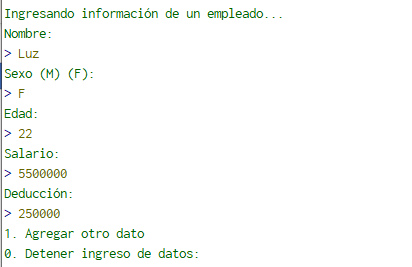 Ingresando información de un empleado...
Nombre:
> Luz
Sexo (M) (F):
> F
Edad:
> 22
Salario:
> 5500000
Deducción:
> 250000
1. Agregar otro dato
0. Detener ingreso de datos: